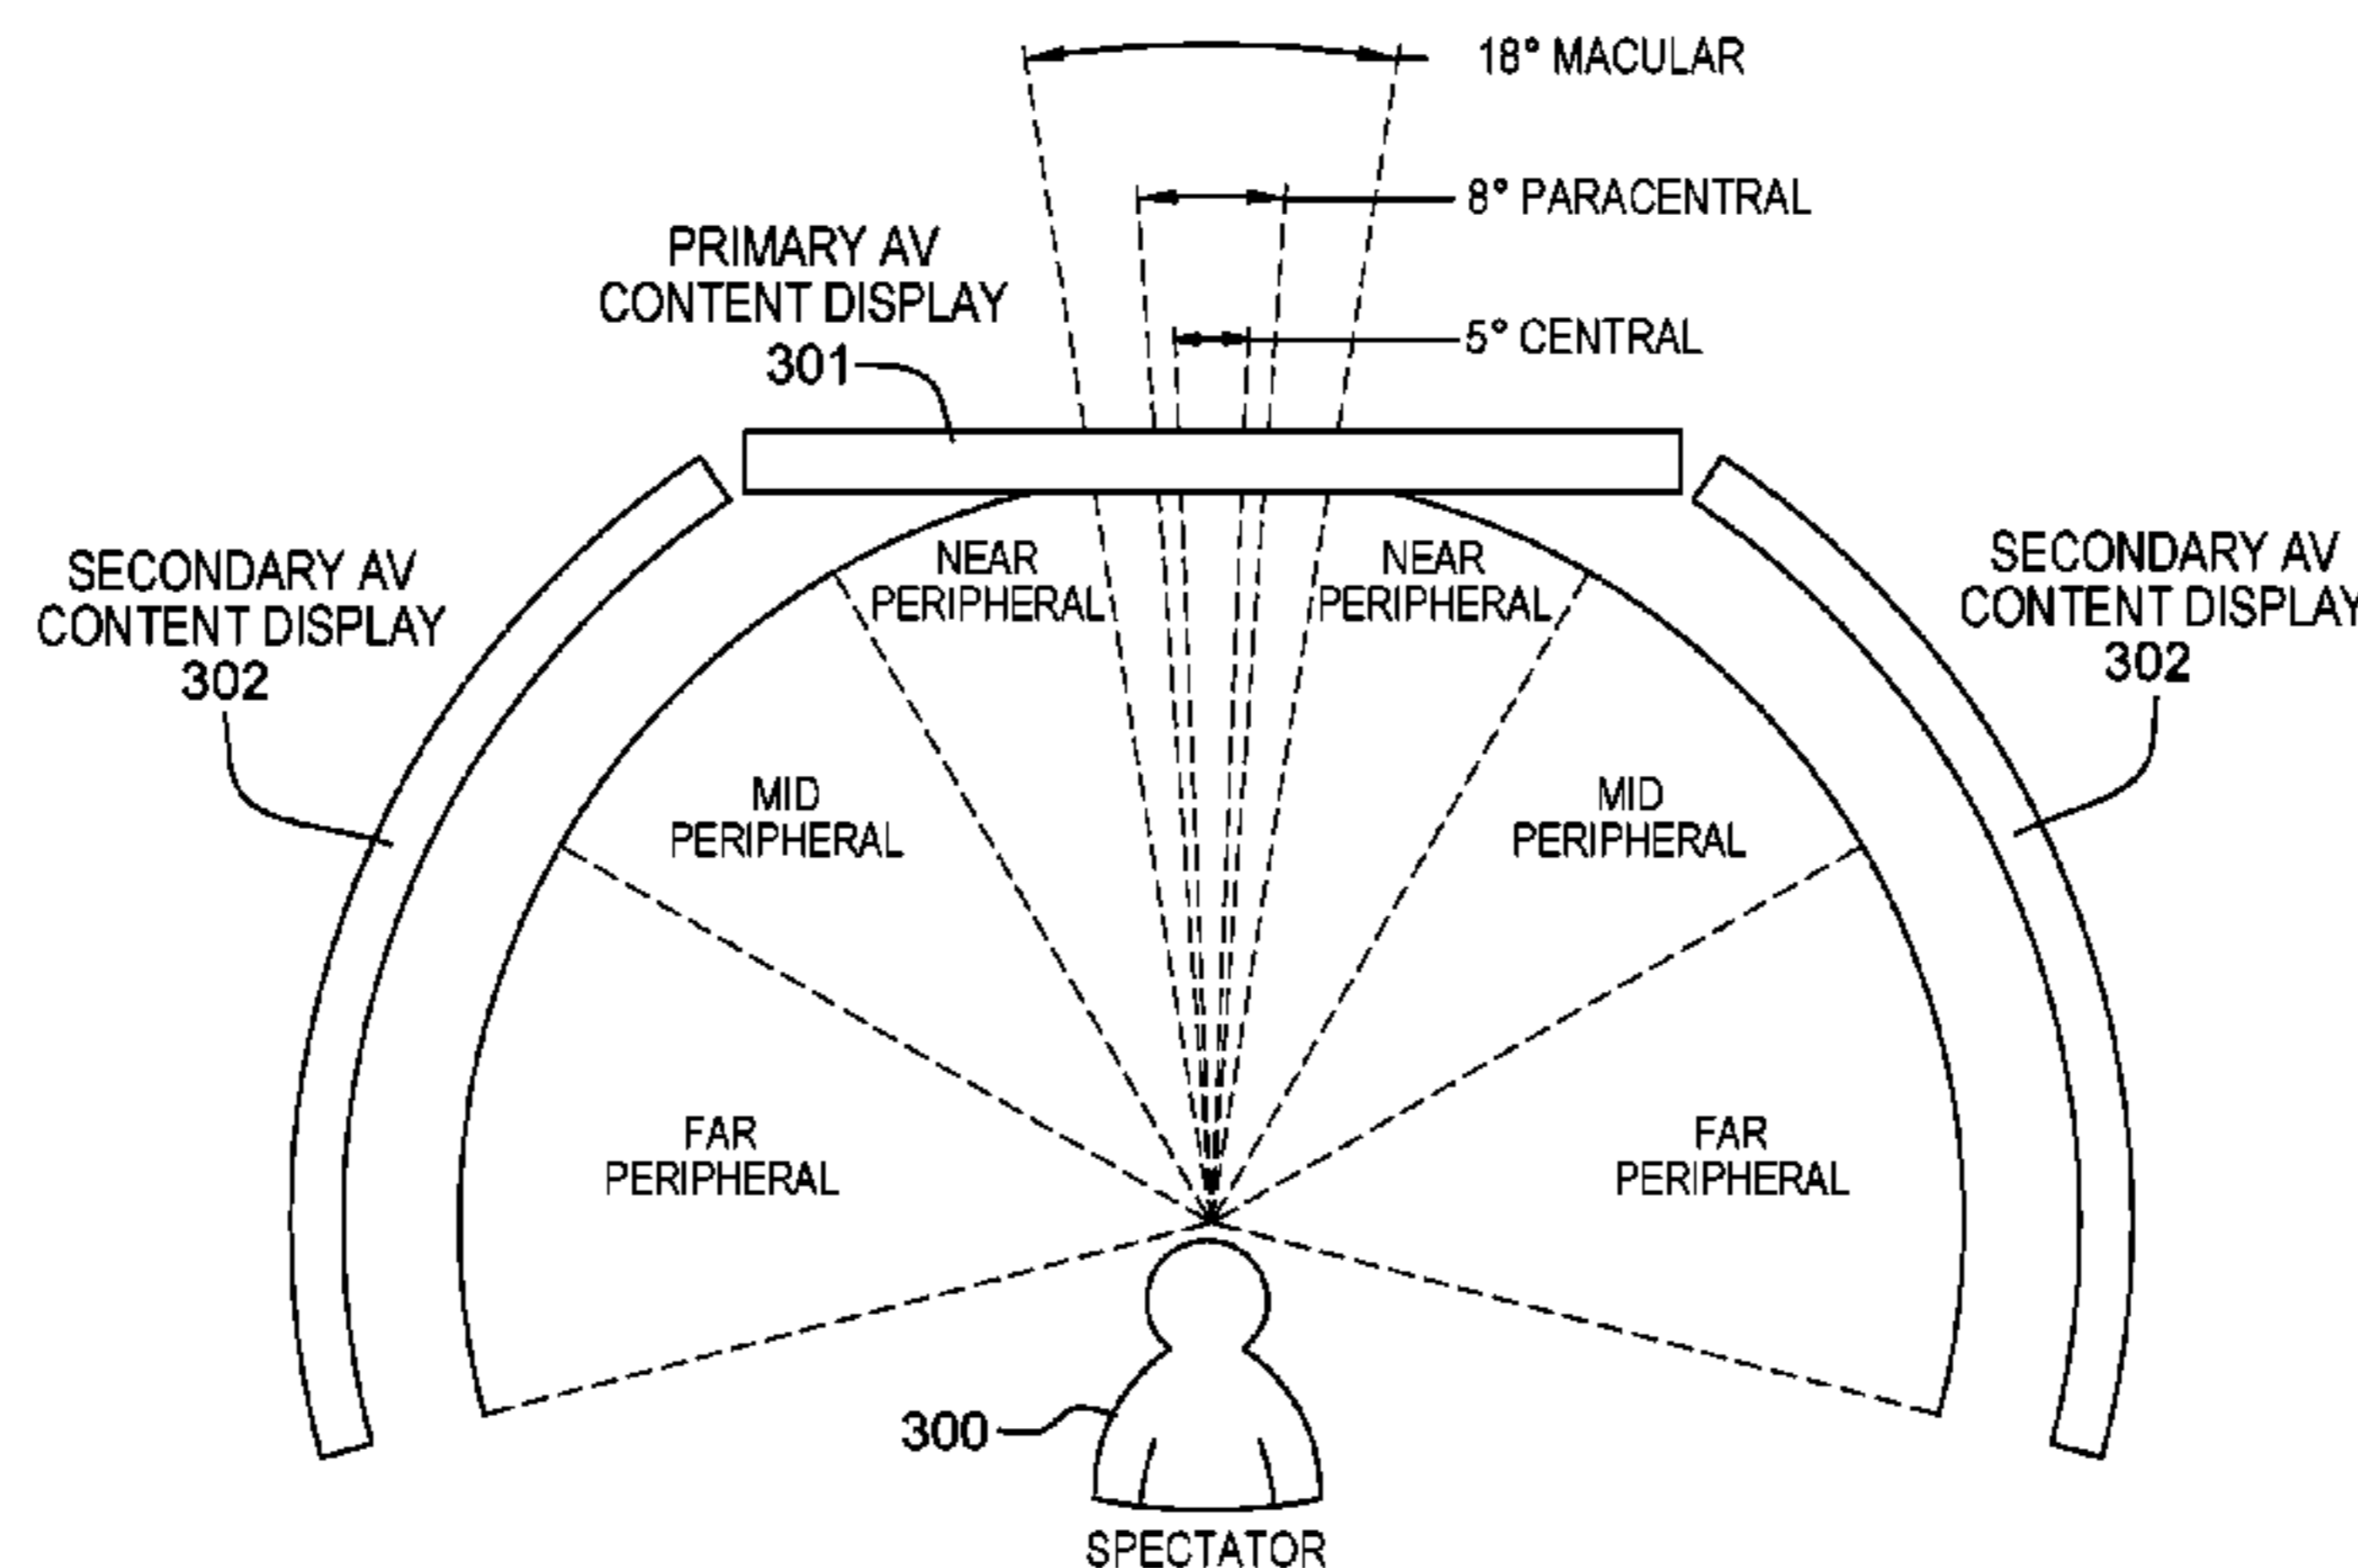 18° MACULAR
8° PARACENTRAL
PRIMARY AV
CONTENT DISPLAY
301
5° CENTRAL
SECONDARY AV
CONTENT DISPLAY
302
NEAR
PERIPHERAL
NEAR
PERIPHERAL
SECONDARY AV
CONTENT DISPLAY
302
MID
PERIPHERAL
MID
PERIPHERAL
FAR
PERIPHERAL
FAR
PERIPHERAL
300
SPECTATOR